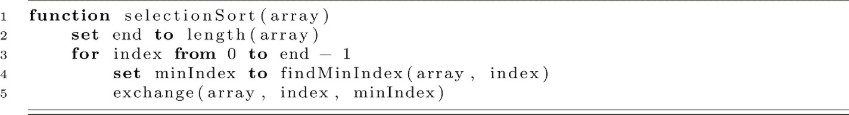 1 function selectionSort(array)
2 set end to length(array)
3 for index from 0 to end − 1
4 set minIndex to findMinIndex(array, index)
5 exchange(array, index, minIndex)